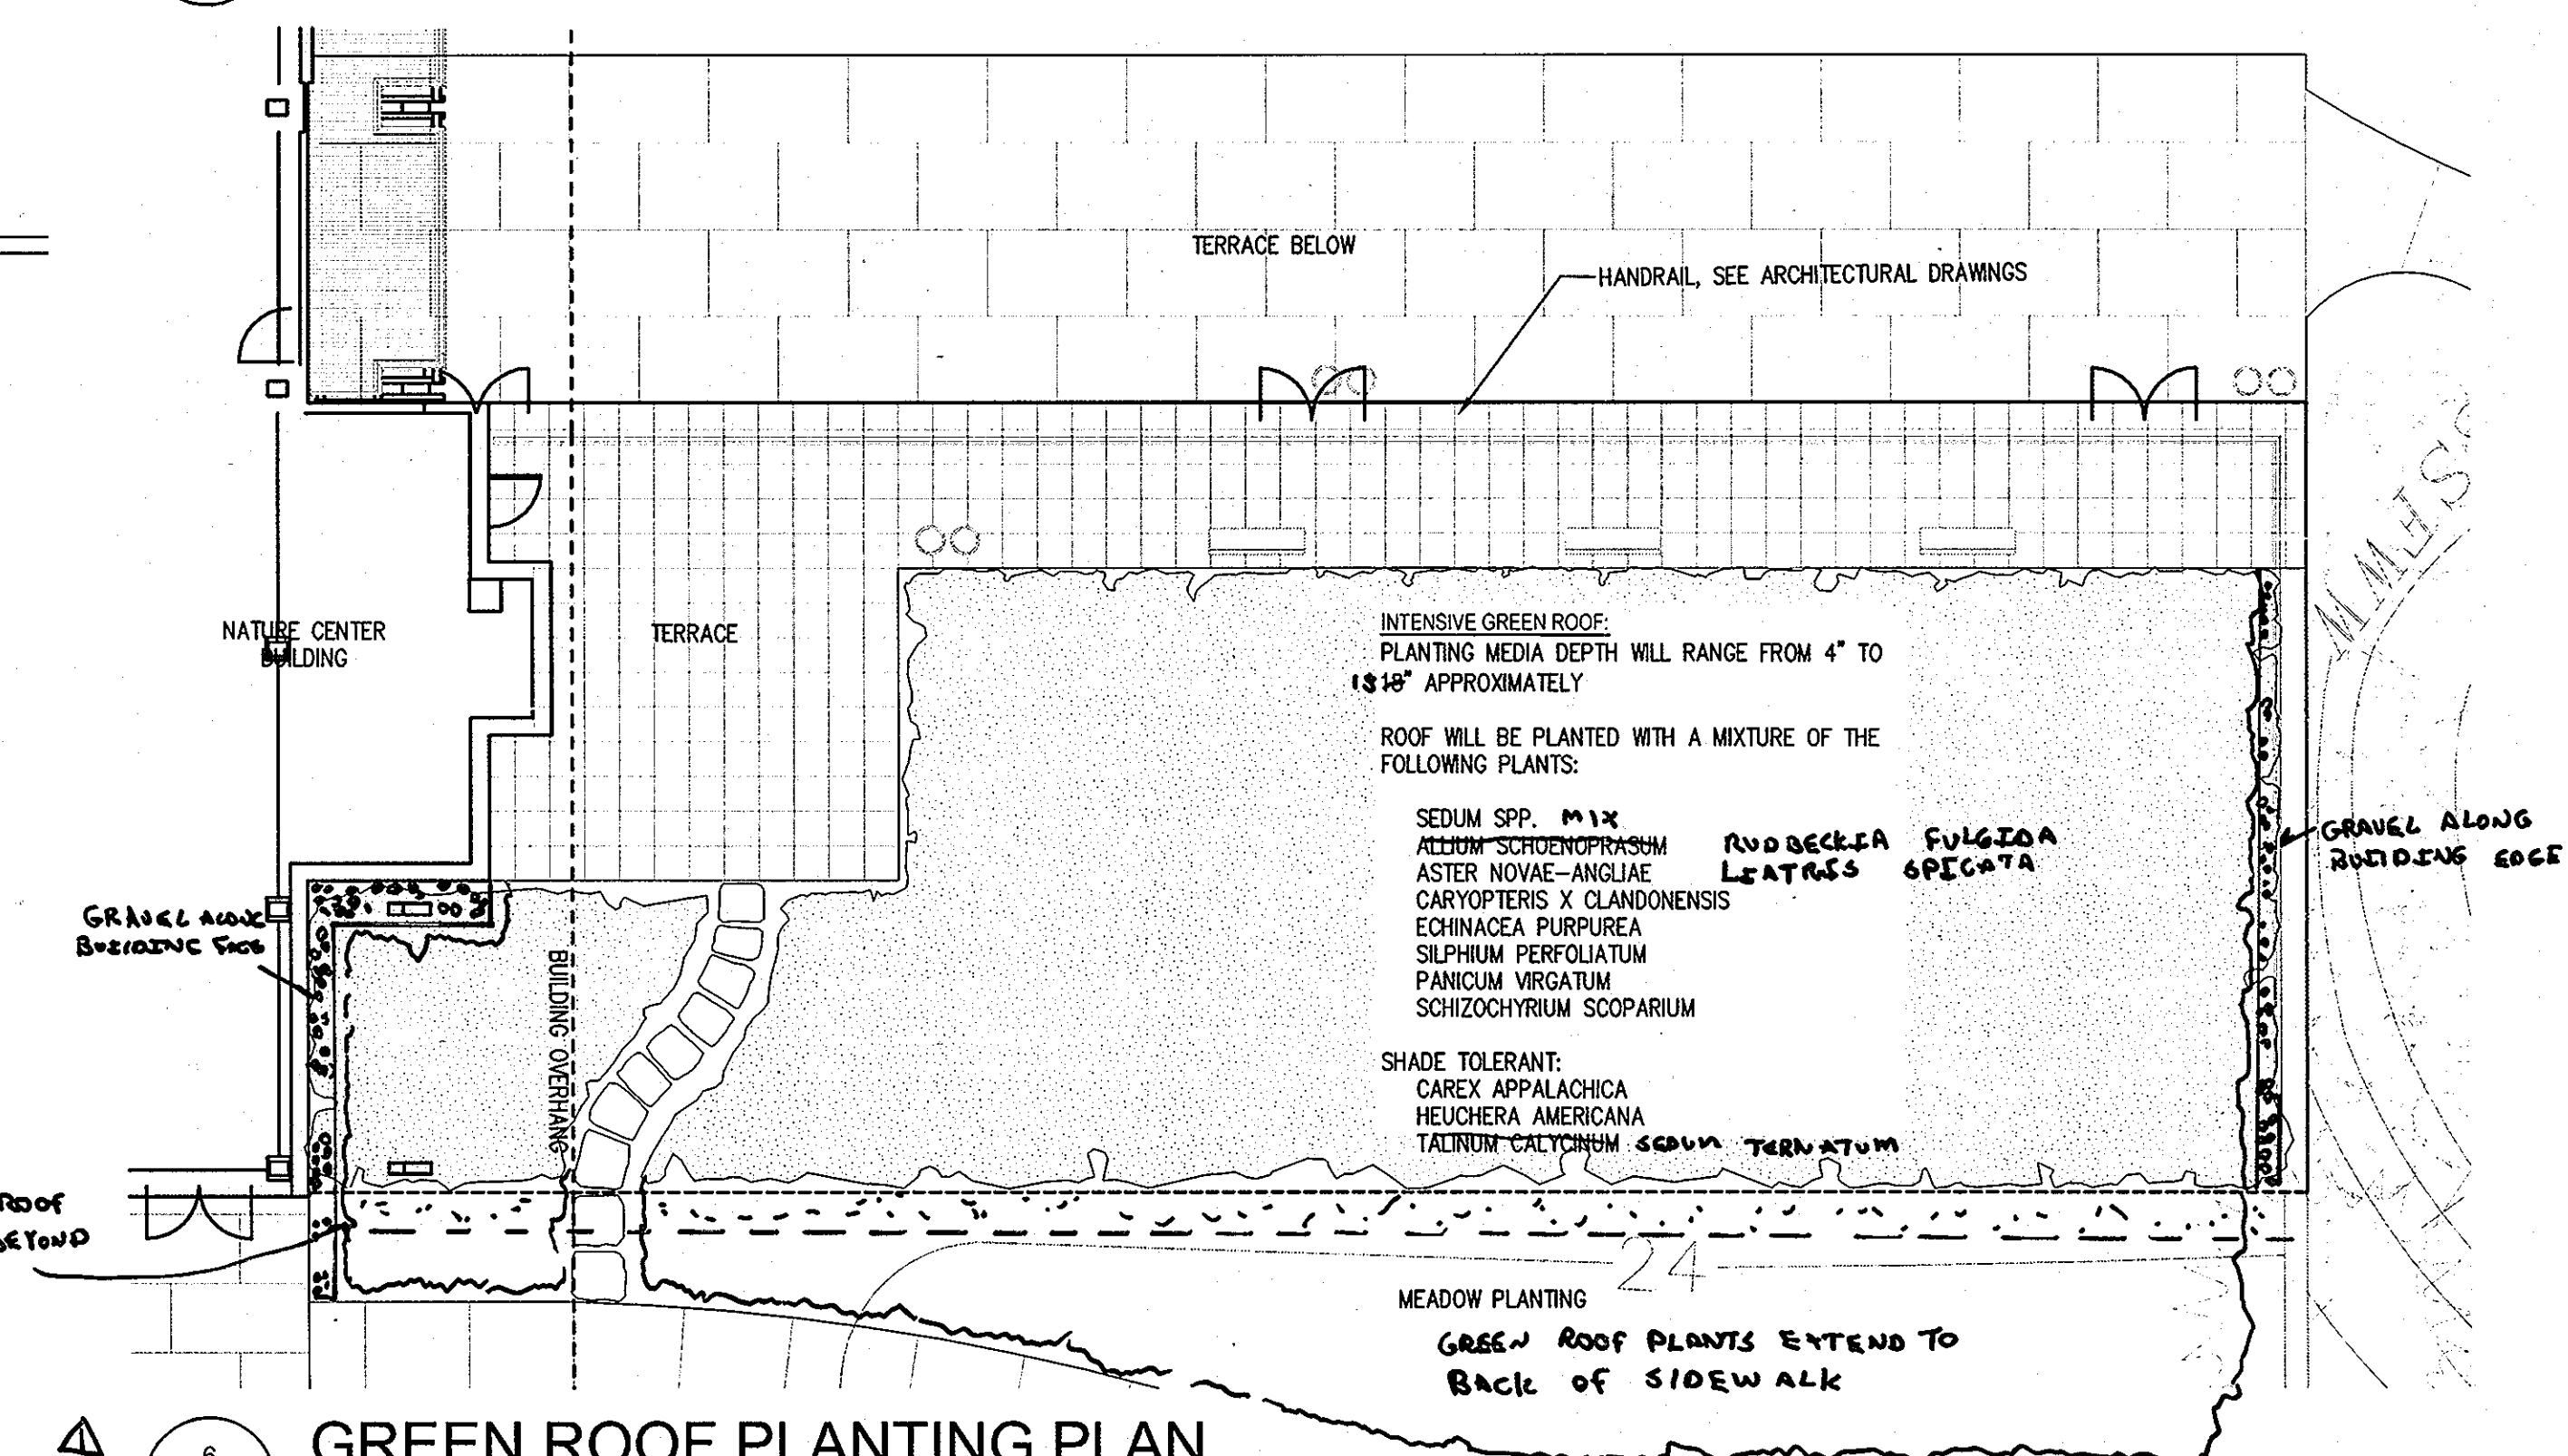 TERRACE BELOW
HANDRAIL, SEE ARCHITECTURAL DRAWINGS
NATURE CENTER
BUILDING
TERRACE
INTENSIVE GREEN ROOF:
PLANTING MEDIA DEPTH WILL RANGE FROM 4" TO
18" APPROXIMATELY
ROOF WILL BE PLANTED WITH A MIXTURE OF THE
FOLLOWING PLANTS:
SEDUM SPP. MIX
ALLIUM SCHOENOPRASUM RUDBECKIA FULGIDA
ASTER NOVAE-ANGLIAE LIATRIS SPICATA
CARYOPTERIS X CLANDONENSIS
ECHINACEA PURPUREA
SILPHIUM PERFOLIATUM
PANICUM VIRGATUM
SCHIZOCHYRIUM SCOPARIUM
SHADE TOLERANT:
CAREX APPALACHICA
HEUCHERA AMERICANA
TALINUM CALYCINUM SEDUM TERNATUM
GRAVEL ALONG
BUILDING EDGE
GRAVEL ALONG
BUILDING
BUILDING OVERHANG
ROOF
BEYOND
24
MEADOW PLANTING
GREEN ROOF PLANTS EXTEND TO
BACK OF SIDEWALK
1
6
GREEN ROOF PLANTING PLAN